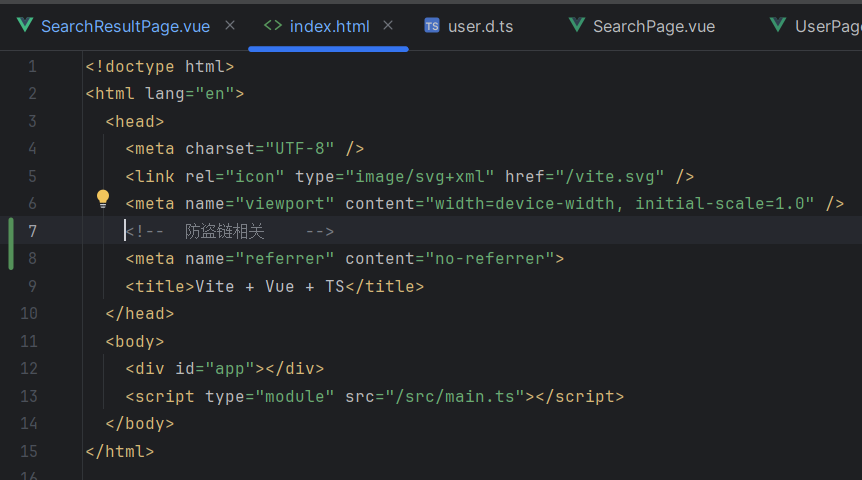 SearchResultPage.vue × <> index.html × TS user.d.ts SearchPage.vue UserPag
1 <!doctype html>
2 <html lang="en">
3 <head>
4 <meta charset="UTF-8" />
5 <link rel="icon" type="image/svg+xml" href="/vite.svg" />
6 <meta name="viewport" content="width=device-width, initial-scale=1.0" />
7 <!--  防盗链相关    -->
8 <meta name="referrer" content="no-referrer">
9 <title>Vite + Vue + TS</title>
10 </head>
11 <body>
12 <div id="app"></div>
13 <script type="module" src="/src/main.ts"></script>
14 </body>
15 </html>
16